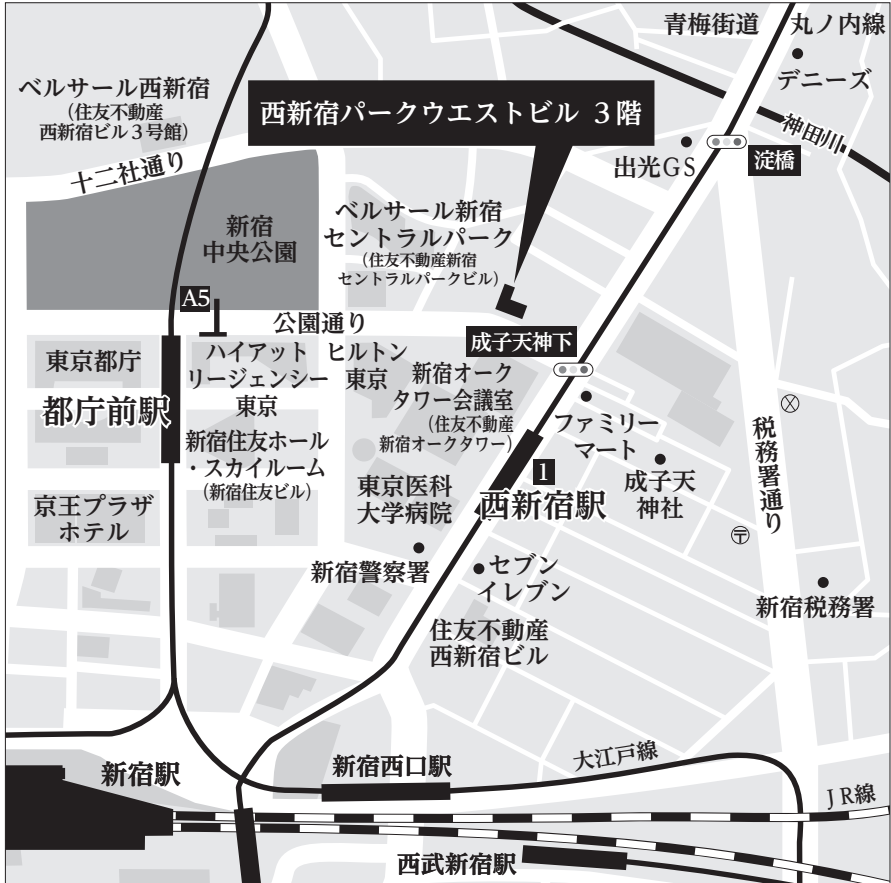 青梅街道
丸ノ内線
デニーズ
ベルサール西新宿
(住友不動産
西新宿ビル3号館)
西新宿パークウエストビル 3階
神田川
出光GS
淀橋
十二社通り
新宿
中央公園
ベルサール新宿
セントラルパーク
(住友不動産新宿
セントラルパークビル)
A5
公園通り
成子天神下
東京都庁
都庁前駅
ハイアット
リージェンシー
東京
ヒルトン
東京
新宿オーク
タワー会議室
(住友不動産
新宿オークタワー)
ファミリー
マート
税務署通り
新宿住友ホール
・スカイルーム
(新宿住友ビル)
1
西新宿駅
成子天
神社
東京医科
大学病院
京王プラザ
ホテル
〒
新宿警察署
セブン
イレブン
新宿税務署
住友不動産
西新宿ビル
新宿駅
新宿西口駅
大江戸線
JR線
西武新宿駅